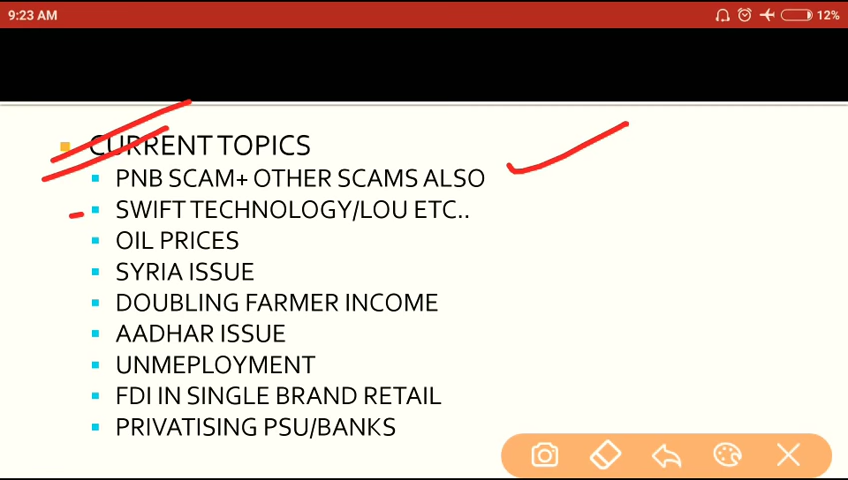 9:23 AM
12%
CURRENT TOPICS
PNB SCAM+ OTHER SCAMS ALSO
SWIFT TECHNOLOGY/LOU ETC..
OIL PRICES
SYRIA ISSUE
DOUBLING FARMER INCOME
AADHAR ISSUE
UNMEPLOYMENT
FDI IN SINGLE BRAND RETAIL
PRIVATISING PSU/BANKS